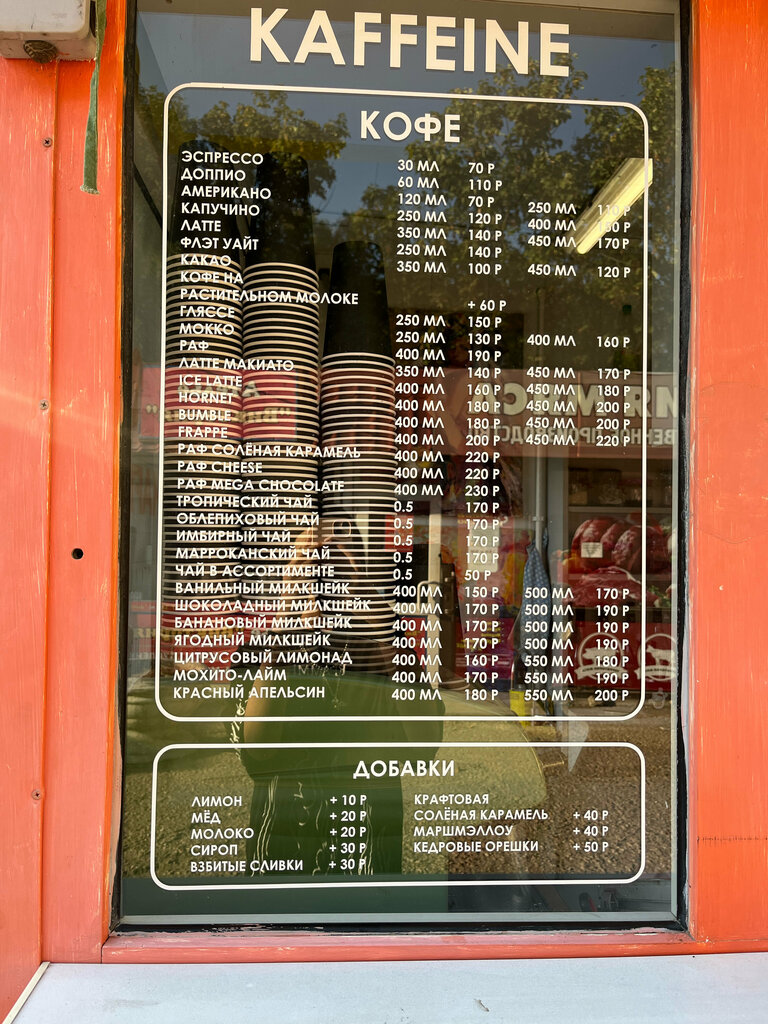 KAFFEINE
КОФЕ
ЭСПРЕССО 30 МЛ 70 Р
ДОППИО 60 МЛ 110 Р
АМЕРИКАНО 120 МЛ 70 Р 250 МЛ 110 Р
КАПУЧИНО 250 МЛ 120 Р 400 МЛ
ЛАТТЕ 350 МЛ 140 Р 450 МЛ 170 Р
ФЛЭТ УАЙТ 250 МЛ 140 Р
КАКАО 350 МЛ 100 Р 450 МЛ 120 Р
КОФЕ НА
РАСТИТЕЛЬНОМ МОЛОКЕ + 60 Р
ГЛЯССЕ 250 МЛ 150 Р
МОККО 250 МЛ 130 Р 400 МЛ 160 Р
РАФ 400 МЛ 190 Р
ЛАТТЕ МАКИАТО 350 МЛ 140 Р 450 МЛ 170 Р
ICE LATTE 400 МЛ 160 Р 450 МЛ 180 Р
HORNET 400 МЛ 180 Р 450 МЛ 200 Р
BUMBLE 400 МЛ 180 Р 450 МЛ 200 Р
FRAPPE 400 МЛ 200 Р 450 МЛ 220 Р
РАФ СОЛЁНАЯ КАРАМЕЛЬ 400 МЛ 220 Р
РАФ CHEESE 400 МЛ 220 Р
РАФ MEGA CHOCOLATE 400 МЛ 230 Р
ТРОПИЧЕСКИЙ ЧАЙ 0.5 170 Р
ОБЛЕПИХОВЫЙ ЧАЙ 0.5 170 Р
ИМБИРНЫЙ ЧАЙ 0.5 170 Р
МАРРОКАНСКИЙ ЧАЙ 0.5 170 Р
ЧАЙ В АССОРТИМЕНТЕ 0.5 50 Р
ВАНИЛЬНЫЙ МИЛКШЕЙК 400 МЛ 150 Р 500 МЛ 170 Р
ШОКОЛАДНЫЙ МИЛКШЕЙК 400 МЛ 170 Р 500 МЛ 190 Р
БАНАНОВЫЙ МИЛКШЕЙК 400 МЛ 170 Р 500 МЛ 190 Р
ЯГОДНЫЙ МИЛКШЕЙК 400 МЛ 170 Р 500 МЛ 190 Р
ЦИТРУСОВЫЙ ЛИМОНАД 400 МЛ 160 Р 550 МЛ 180 Р
МОХИТО-ЛАЙМ 400 МЛ 170 Р 550 МЛ 190 Р
КРАСНЫЙ АПЕЛЬСИН 400 МЛ 180 Р 550 МЛ 200 Р
ДОБАВКИ
ЛИМОН + 10 Р
МЁД + 20 Р
МОЛОКО + 20 Р
СИРОП + 30 Р
ВЗБИТЫЕ СЛИВКИ + 30 Р
КРАФТОВАЯ
СОЛЁНАЯ КАРАМЕЛЬ + 40 Р
МАРШМЭЛЛОУ + 40 Р
КЕДРОВЫЕ ОРЕШКИ + 50 Р